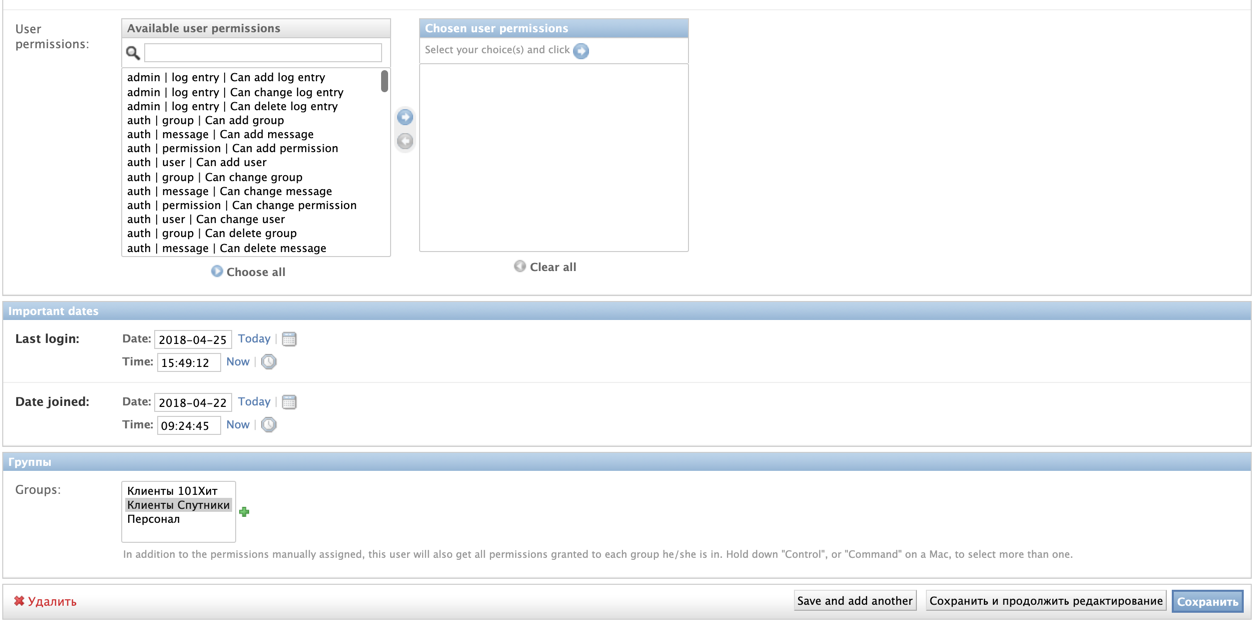 User permissions:
Available user permissions
admin | log entry | Can add log entry
admin | log entry | Can change log entry
admin | log entry | Can delete log entry
auth | group | Can add group
auth | message | Can add message
auth | permission | Can add permission
auth | user | Can add user
auth | group | Can change group
auth | message | Can change message
auth | permission | Can change permission
auth | user | Can change user
auth | group | Can delete group
auth | message | Can delete message
Choose all
Chosen user permissions
Select your choice(s) and click
Clear all
Important dates
Last login:
Date: 2018-04-25 Today |
Time: 15:49:12 Now |
Date joined:
Date: 2018-04-22 Today |
Time: 09:24:45 Now |
Группы
Groups:
Клиенты 101Хит
Клиенты Спутники
Персонал
In addition to the permissions manually assigned, this user will also get all permissions granted to each group he/she is in. Hold down "Control", or "Command" on a Mac, to select more than one.
Удалить
Save and add another
Сохранить и продолжить редактирование
Сохранить